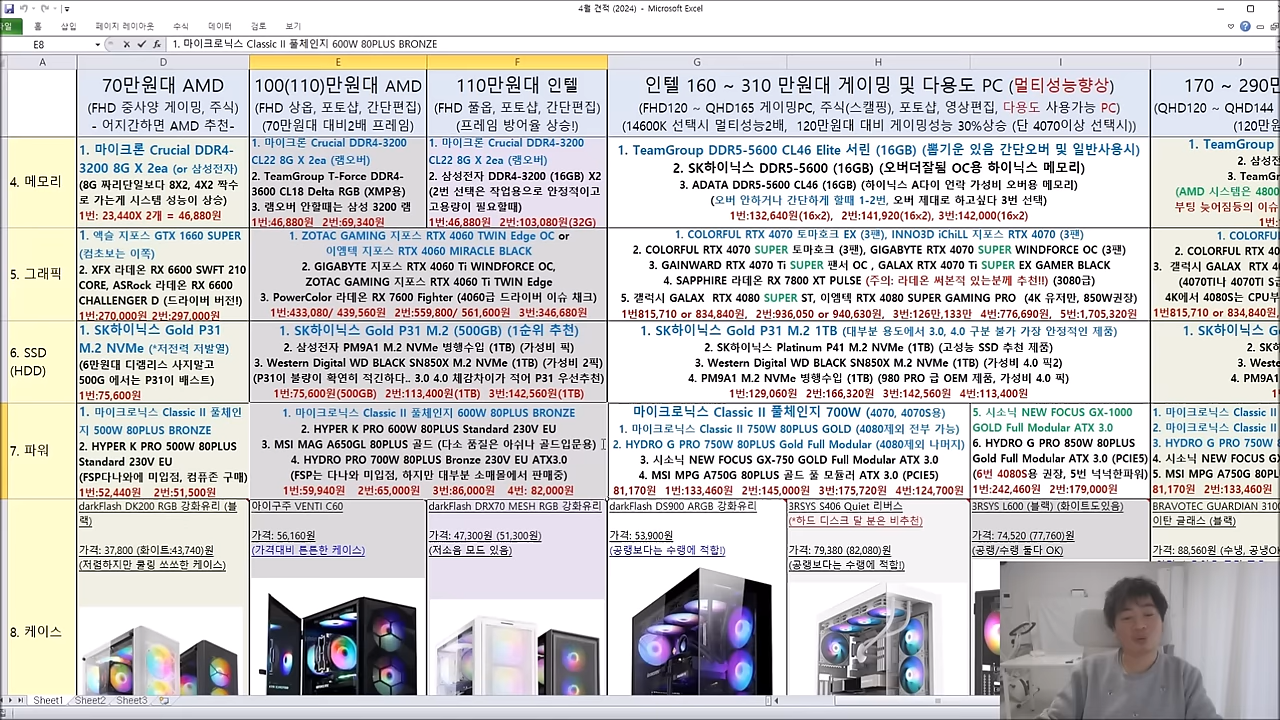 4월 견적 (2024) - Microsoft Excel
파일 홈 삽입 페이지 레이아웃 수식 데이터 검토 보기
E8 fx 1. 마이크로닉스 Classic II 풀체인지 600W 80PLUS BRONZE
A D E F G H I J
70만원대 AMD
(FHD 중사양 게이밍, 주식)
- 어지간하면 AMD 추천-
100(110)만원대 AMD
(FHD 상옵, 포토샵, 간단편집)
(70만원대 대비2배 프레임)
110만원대 인텔
(FHD 풀옵, 포토샵, 간단편집)
(프레임 방어율 상승!)
인텔 160 ~ 310 만원대 게이밍 및 다용도 PC (멀티성능향상)
(FHD120 ~ QHD165 게이밍PC, 주식(스캘핑), 포토샵, 영상편집, 다용도 사용가능 PC)
(14600K 선택시 멀티성능2배, 120만원대 대비 게이밍성능 30%상승 (단 4070이상 선택시))
170 ~ 290만
(QHD120 ~ QHD144
(120만원
4. 메모리
1. 마이크론 Crucial DDR4-
3200 8G X 2ea (or 삼성전자)
(8G 짜리단일보다 8X2, 4X2 짝수
로 가는게 시스템 성능이 상승)
1번: 23,440X 2개 = 46,880원
1. 마이크론 Crucial DDR4-3200
CL22 8G X 2ea (램오버)
2. TeamGroup T-Force DDR4-
3600 CL18 Delta RGB (XMP용)
3. 램오버 안할때는 삼성 3200 램
1번:46,880원 2번:69,340원
1. 마이크론 Crucial DDR4-3200
CL22 8G X 2ea (램오버)
2. 삼성전자 DDR4-3200 (16GB) X2
(2번 선택은 작업용으로 안정적이고
고용량이 필요할때)
1번:46,880원 2번:103,080원(32G)
1. TeamGroup DDR5-5600 CL46 Elite 서린 (16GB) (뽑기운 있음 간단오버 및 일반사용시)
2. SK하이닉스 DDR5-5600 (16GB) (오버더잘됨 OC용 하이닉스 메모리)
3. ADATA DDR5-5600 CL46 (16GB) (하이닉스 A다이 언락 가성비 오버용 메모리)
(오버 안하거나 간단하게 할때 1-2번, 오버 제대로 하고싶다 3번 선택)
1번:132,640원(16x2), 2번:141,920(16x2), 3번:142,000(16x2)
1. TeamGroup
2. 삼성전
3. TeamGr
(AMD 시스템은 4800
부팅 늦어짐등의 이슈
5. 그래픽
1. 액슬 지포스 GTX 1660 SUPER
(컴초보는 이쪽)
2. XFX 라데온 RX 6600 SWFT 210
CORE, ASRock 라데온 RX 6600
CHALLENGER D (드라이버 버전!)
1번:270,000원 2번:297,000원
1. ZOTAC GAMING 지포스 RTX 4060 TWIN Edge OC or
이엠텍 지포스 RTX 4060 MIRACLE BLACK
2. GIGABYTE 지포스 RTX 4060 Ti WINDFORCE OC,
ZOTAC GAMING 지포스 RTX 4060 Ti TWIN Edge
3. PowerColor 라데온 RX 7600 Fighter (4060급 드라이버 이슈 체크)
1번:433,080/ 439,560원 2번:559,800/ 561,600원 3번:346,680원
1. COLORFUL RTX 4070 토마호크 EX (3팬), INNO3D iCHiLL 지포스 RTX 4070 (3팬)
2. COLORFUL RTX 4070 SUPER 토마호크 (3팬), GIGABYTE RTX 4070 SUPER WINDFORCE OC (3팬)
3. GAINWARD RTX 4070 Ti SUPER 팬서 OC , GALAX RTX 4070 Ti SUPER EX GAMER BLACK
4. SAPPHIRE 라데온 RX 7800 XT PULSE (주의: 라데온 써본적 있는분께 추천!!) (3080급)
5. 갤럭시 GALAX RTX 4080 SUPER ST, 이엠텍 RTX 4080 SUPER GAMING PRO (4K 유저만, 850W권장)
1번815,710 or 834,840원, 2번:936,050 or 940,630원, 3번:126만,133만 4번:776,690원, 5번:1,705,320원
1. COLORFU
2. COLORFUL RTX 40
3. 갤럭시 GALAX RTX 4
(4070Ti나 4070Ti S급
4K에서 4080S는 CPU부
1번815,710 or 834,840원,
6. SSD
(HDD)
1. SK하이닉스 Gold P31
M.2 NVMe (*저전력 저발열)
(6만원대 디램리스 사지말고
500G 에서는 P31이 베스트)
1번:75,600원
1. SK하이닉스 Gold P31 M.2 (500GB) (1순위 추천)
2. 삼성전자 PM9A1 M.2 NVMe 병행수입 (1TB) (가성비 픽)
3. Western Digital WD BLACK SN850X M.2 NVMe (1TB) (가성비 2픽)
(P31이 불량이 확연히 적긴하다.. 3.0 4.0 체감차이가 적어 P31 우선추천)
1번:75,600원(500GB) 2번:113,400원(1TB) 3번:142,560원(1TB)
1. SK하이닉스 Gold P31 M.2 1TB (대부분 용도에서 3.0, 4.0 구분 불가 가장 안정적인 제품)
2. SK하이닉스 Platinum P41 M.2 NVMe (1TB) (고성능 SSD 추천 제품)
3. Western Digital WD BLACK SN850X M.2 NVMe (1TB) (가성비 4.0 픽2)
4. PM9A1 M.2 NVMe 병행수입 (1TB) (980 PRO 급 OEM 제품, 가성비 4.0 픽)
1번:129,060원 2번:166,320원 3번:142,560원 4번:113,400원
1. SK하이닉스 G
2. SK하이
3. Weste
4. PM9A1
1번
7. 파워
1. 마이크로닉스 Classic II 풀체인
지 500W 80PLUS BRONZE
2. HYPER K PRO 500W 80PLUS
Standard 230V EU
(FSP다나와에 미입점, 컴퓨존 구매)
1번:52,440원 2번:51,500원
1. 마이크로닉스 Classic II 풀체인지 600W 80PLUS BRONZE
2. HYPER K PRO 600W 80PLUS Standard 230V EU
3. MSI MAG A650GL 80PLUS 골드 (다소 품질은 아쉬나 골드입문용)
4. HYDRO PRO 700W 80PLUS Bronze 230V EU ATX3.0
(FSP는 다나와 미입점, 하지만 대부분 소매몰에서 판매중)
1번:59,940원 2번:65,000원 3번:86,000원 4번: 82,000원
마이크로닉스 Classic II 풀체인지 700W (4070, 4070S용)
1. 마이크로닉스 Classic II 풀체인지 750W 80PLUS GOLD (4080제외 전부 가능)
2. HYDRO G PRO 750W 80PLUS Gold Full Modular (4080제외 나머지)
3. 시소닉 NEW FOCUS GX-750 GOLD Full Modular ATX 3.0
4. MSI MPG A750G 80PLUS 골드 풀 모듈러 ATX 3.0 (PCIE5)
81,170원 1번:133,460원 2번:145,000원 3번:175,720원 4번:124,700원
5. 시소닉 NEW FOCUS GX-1000
GOLD Full Modular ATX 3.0
6. HYDRO G PRO 850W 80PLUS
Gold Full Modular ATX 3.0 (PCIE5)
(6번 4080S용 권장, 5번 넉넉한파워)
1번:242,460원 2번:179,000원
1. 마이크로닉스 Classic II
2. 마이크로닉스 Classic II
3. HYDRO G PRO 750W
4. 시소닉 NEW FOCUS
5. MSI MPG A750G 80PLUS
81,170원 1번:133,460원
8. 케이스
darkFlash DK200 RGB 강화유리 (블
랙)
가격: 37,800 (화이트:43,740)원
(저렴하지만 쿨링 쓰쓰한 케이스)
아이구주 VENTI C60
가격: 56,160원
(가격대비 튼튼한 케이스)
darkFlash DRX70 MESH RGB 강화유리
가격: 47,300원 (51,300원)
(저소음 모드 있음)
darkFlash DS900 ARGB 강화유리
가격: 53,900원
(공랭보다는 수랭에 적합!)
3RSYS S406 Quiet 리버스
(*하드 디스크 달 분은 비추천)
가격: 79,380 (82,080)원
(공랭보다는 수랭에 적합!)
3RSYS L600 (블랙) (화이트도있음)
가격: 74,520 (77,760)원
(공랭/수랭 둘다 OK)
BRAVOTEC GUARDIAN 3100
이탄 글래스 (블랙)
가격: 88,560원 (수냉, 공냉O
Sheet1 Sheet2 Sheet3